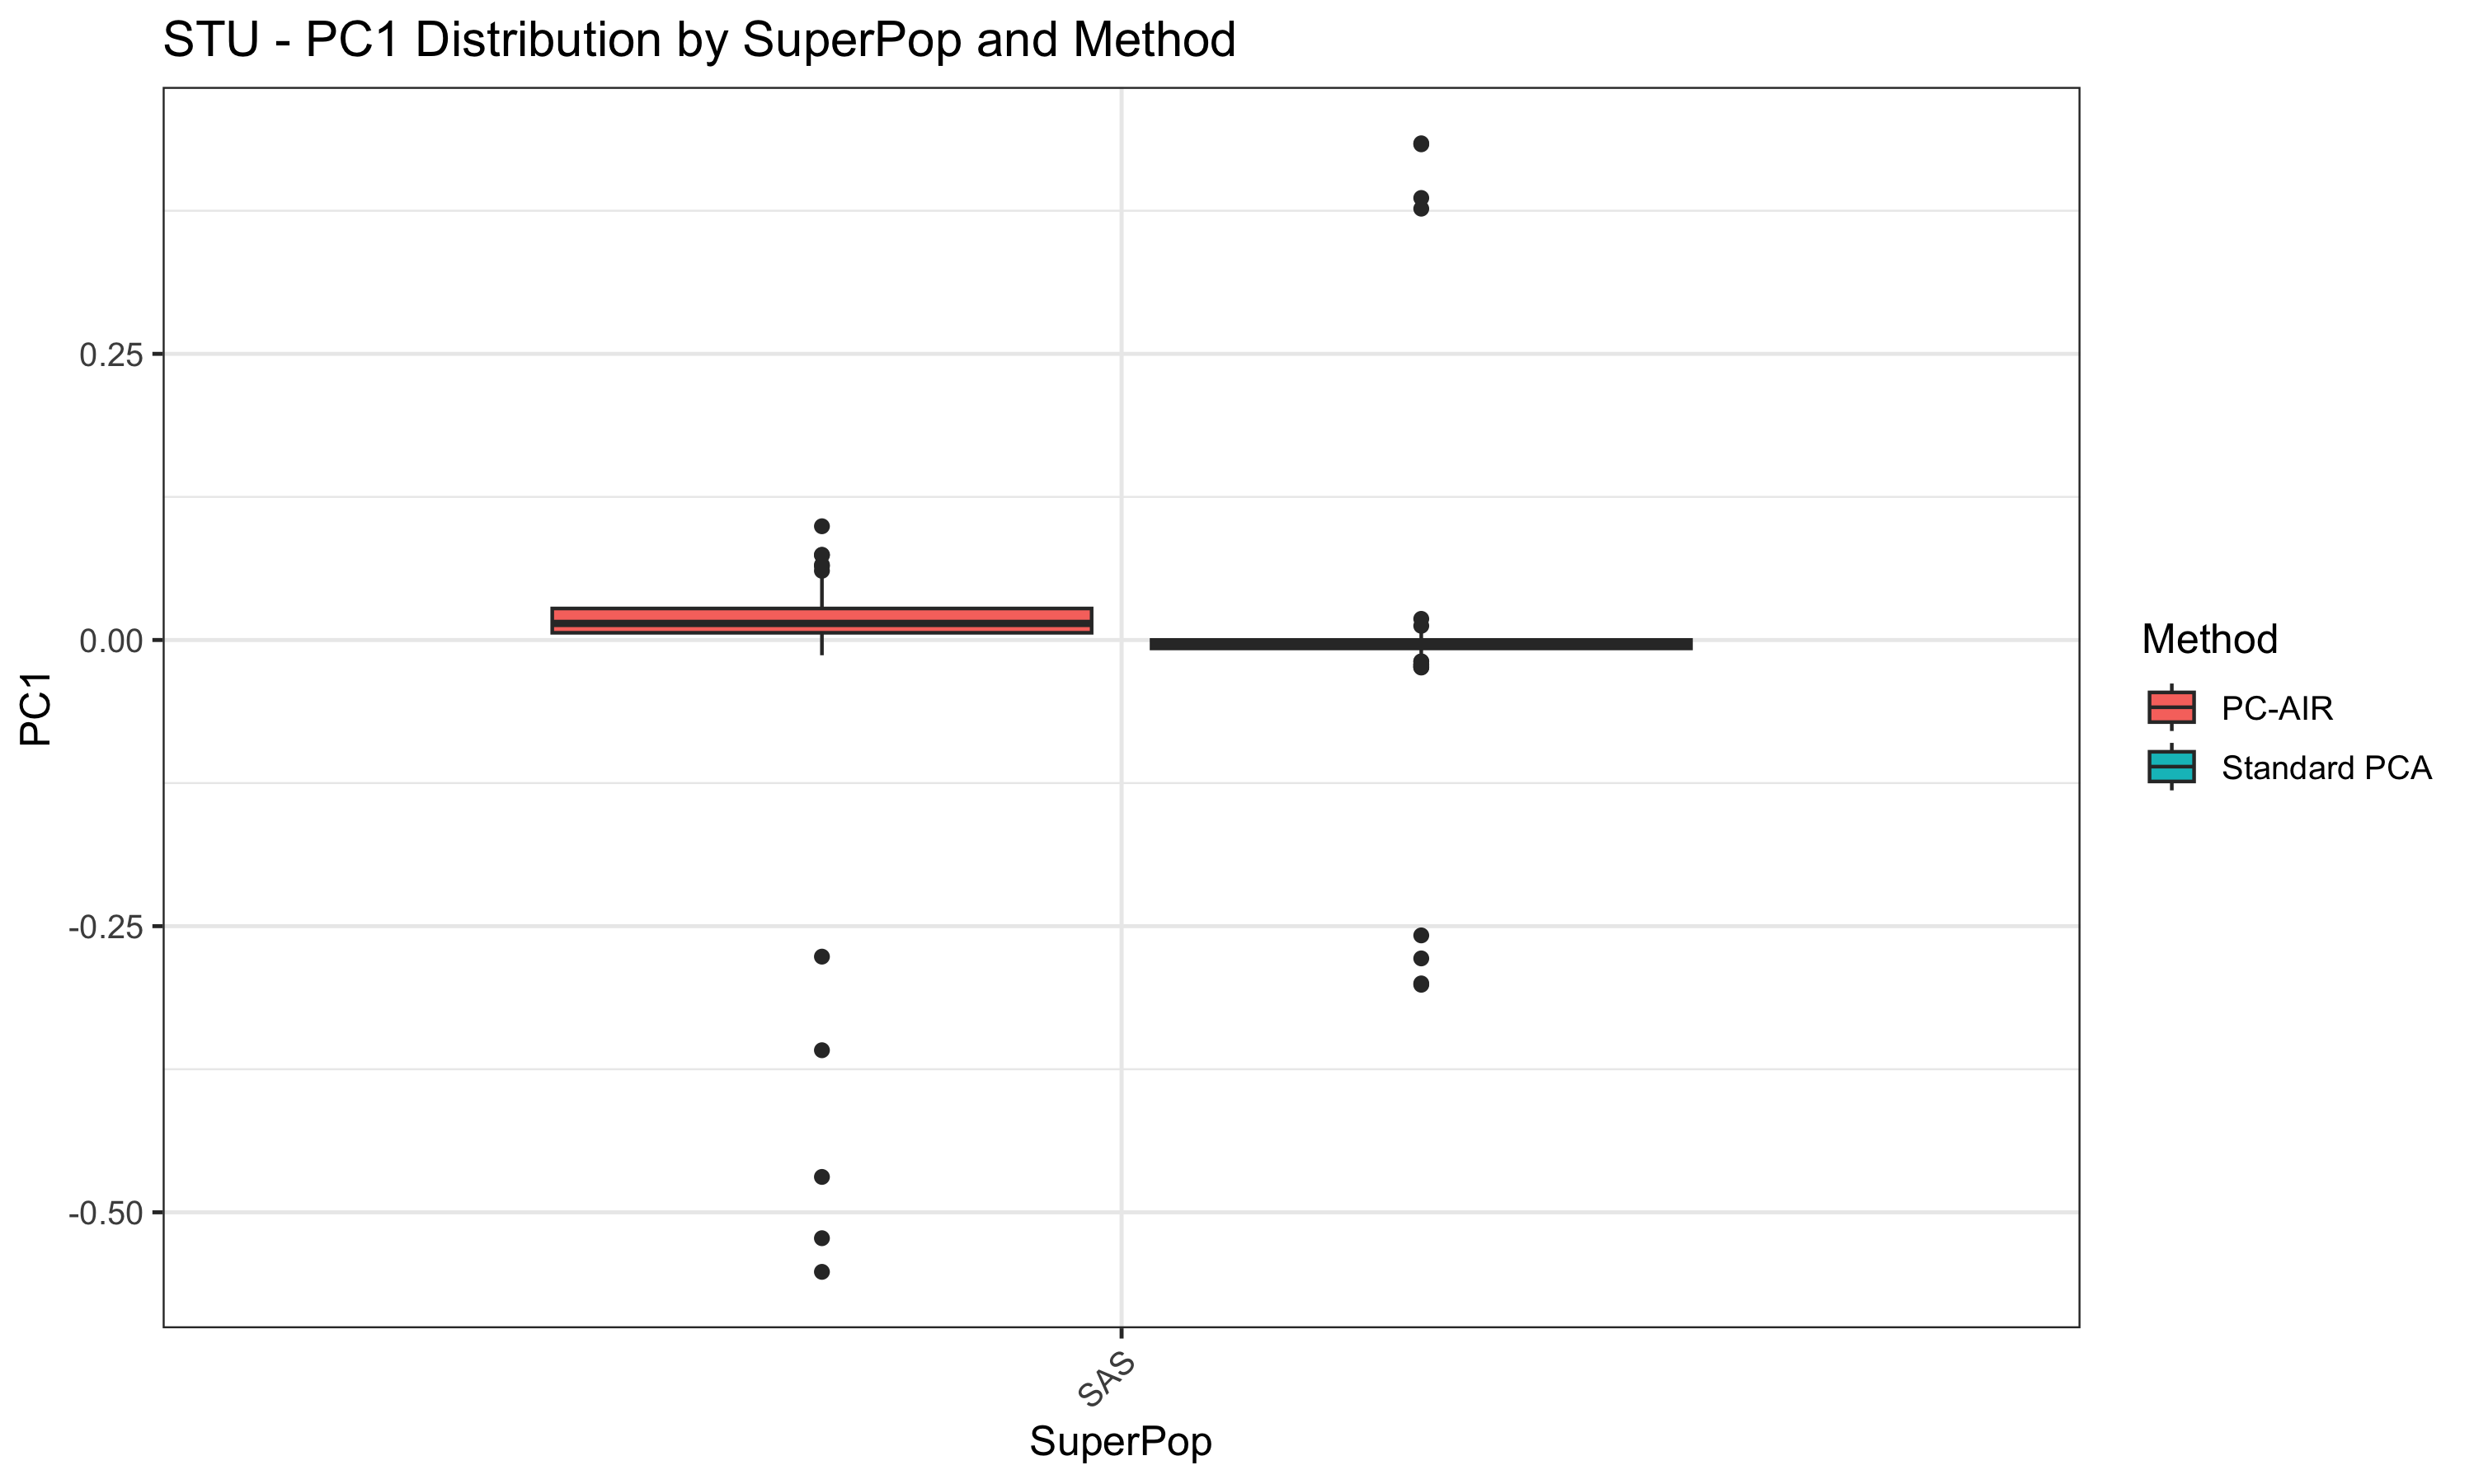 STU - PC1 Distribution by SuperPop and Method
PC1
0.25
0.00
-0.25
-0.50
SAS
SuperPop
Method
PC-AIR
Standard PCA